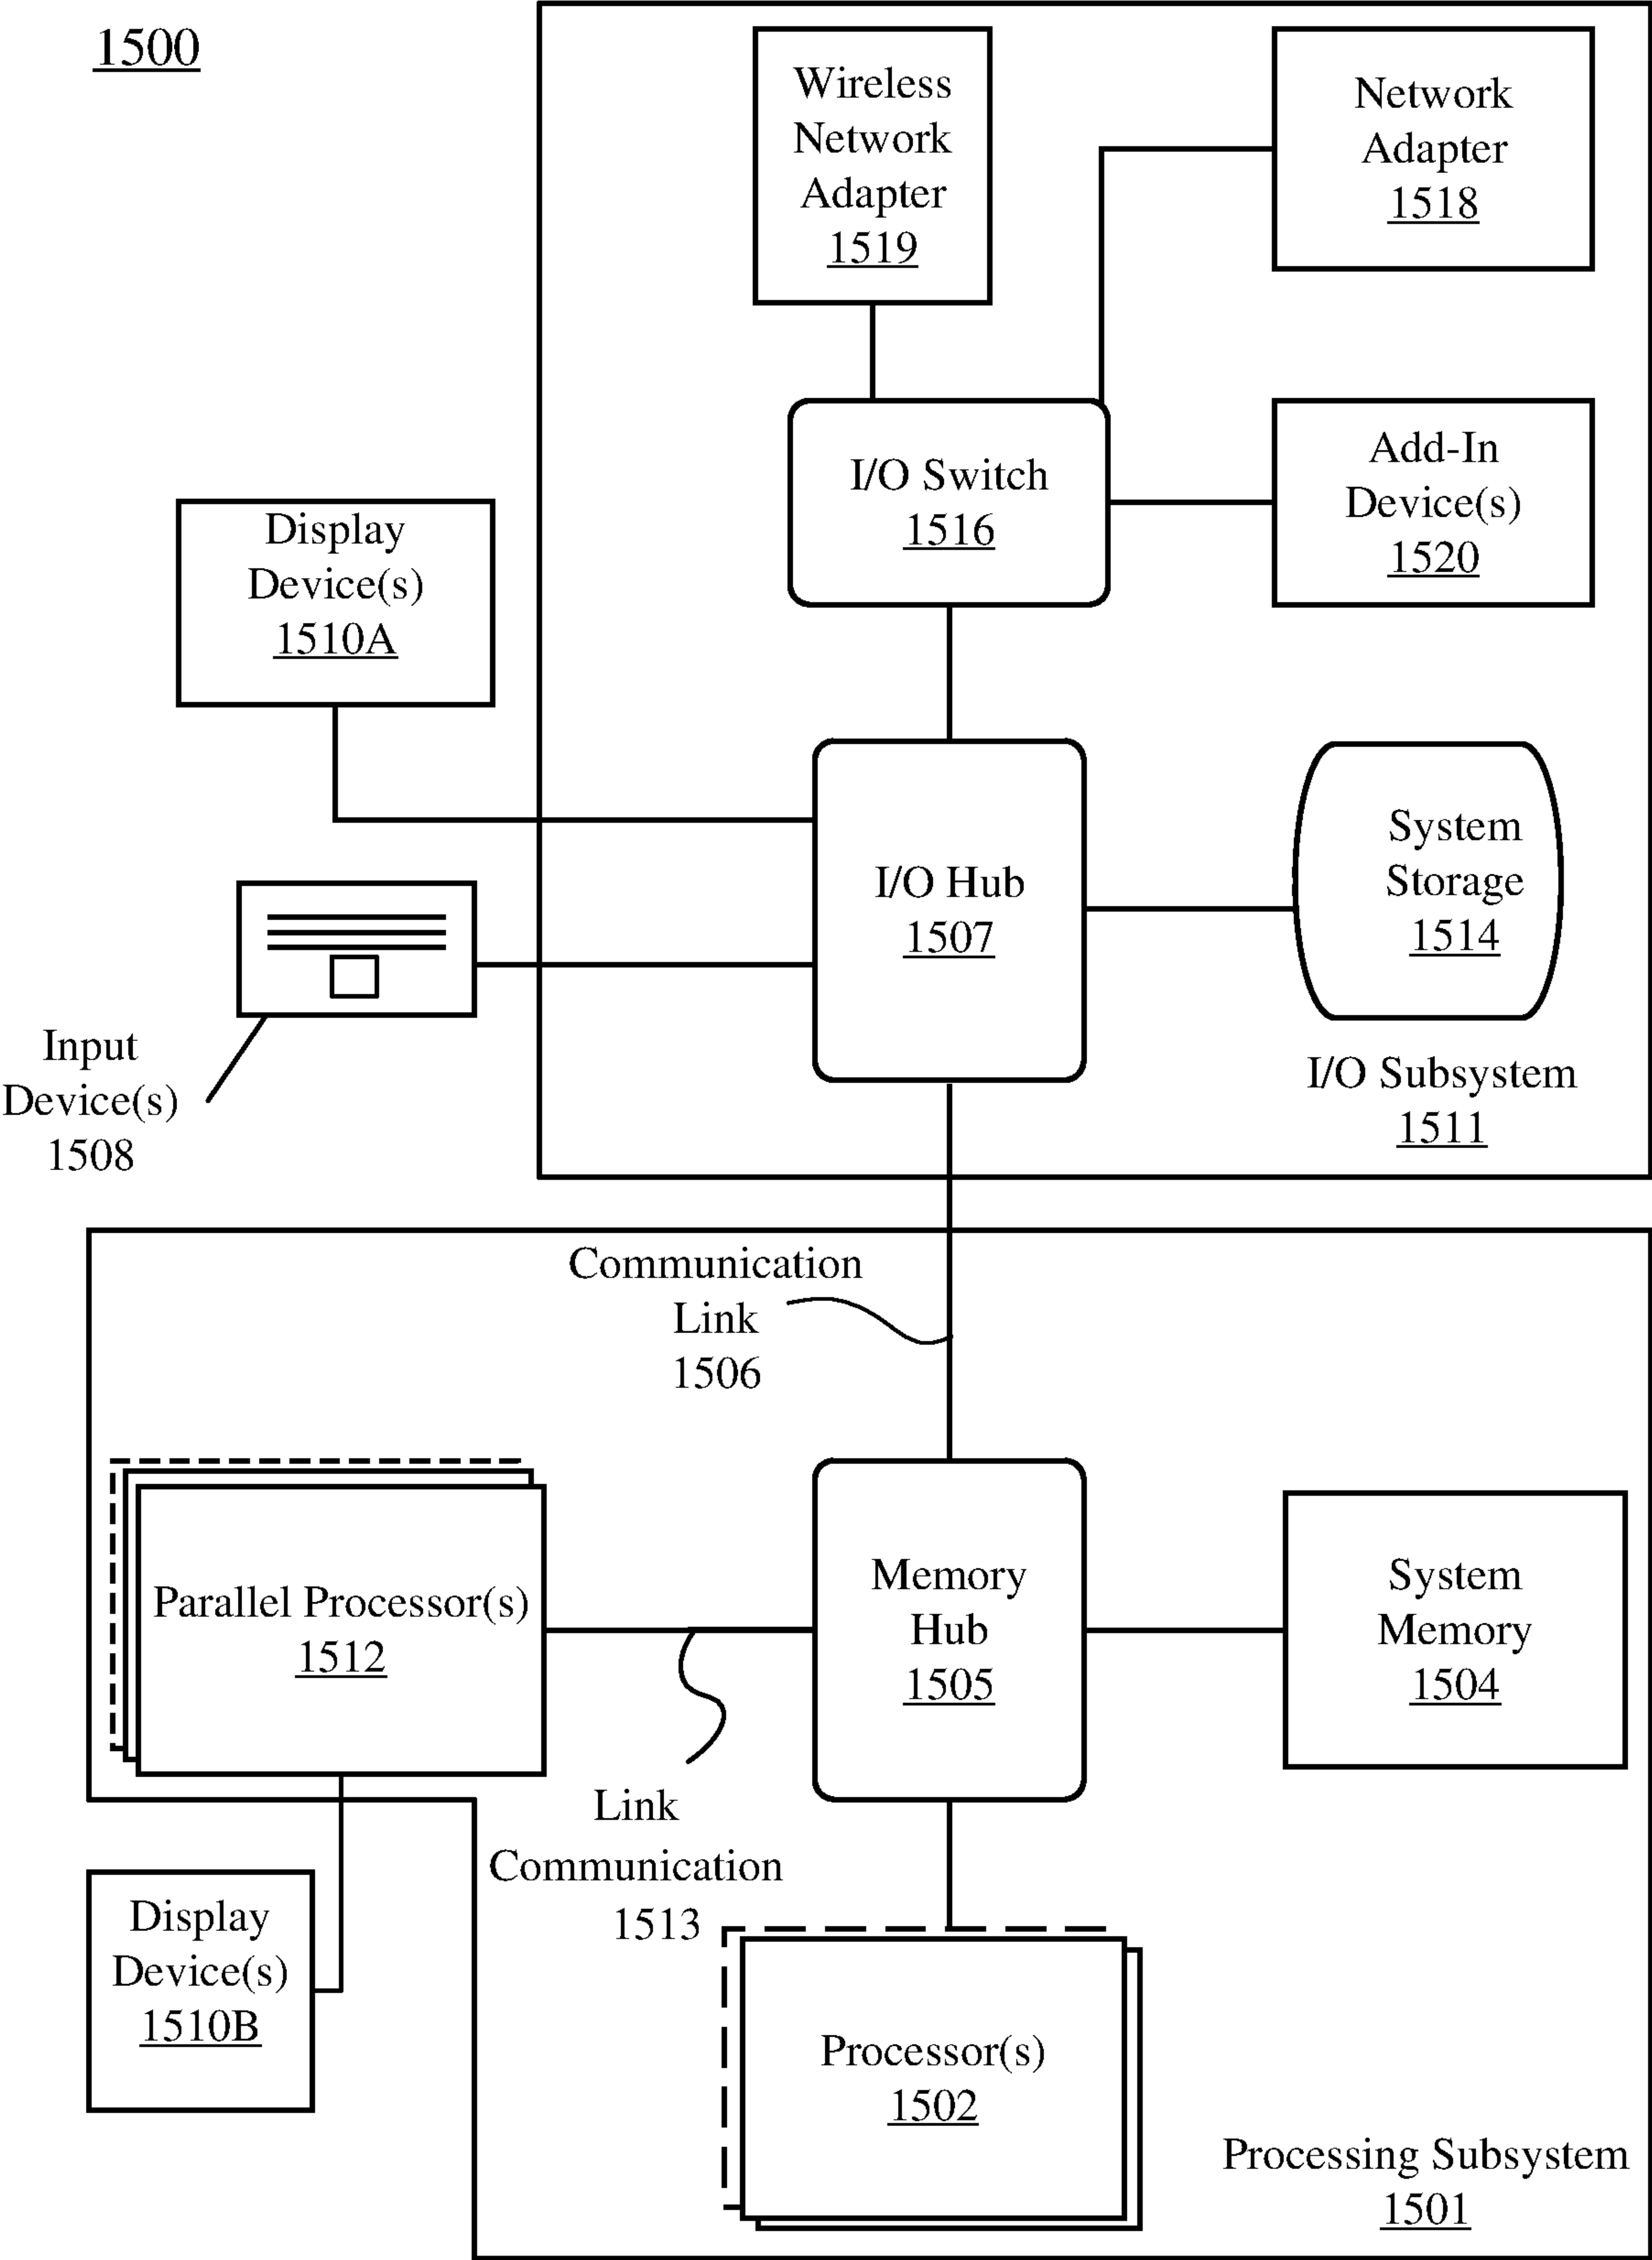 1500
Wireless
Network
Adapter
1519
Network
Adapter
1518
I/O Switch
1516
Add-In
Device(s)
1520
Display
Device(s)
1510A
I/O Hub
1507
System
Storage
1514
Input
Device(s)
1508
I/O Subsystem
1511
Communication
Link
1506
Parallel Processor(s)
1512
Memory
Hub
1505
System
Memory
1504
Link
Communication
1513
Display
Device(s)
1510B
Processor(s)
1502
Processing Subsystem
1501